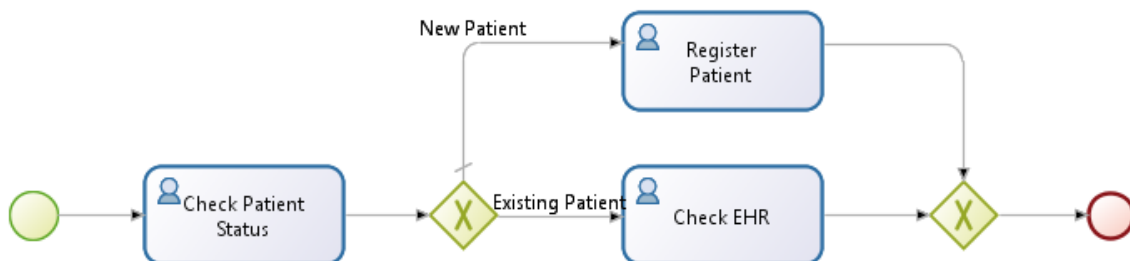 New Patient
Register
Patient
Check Patient
Status
Existing Patient
Check EHR